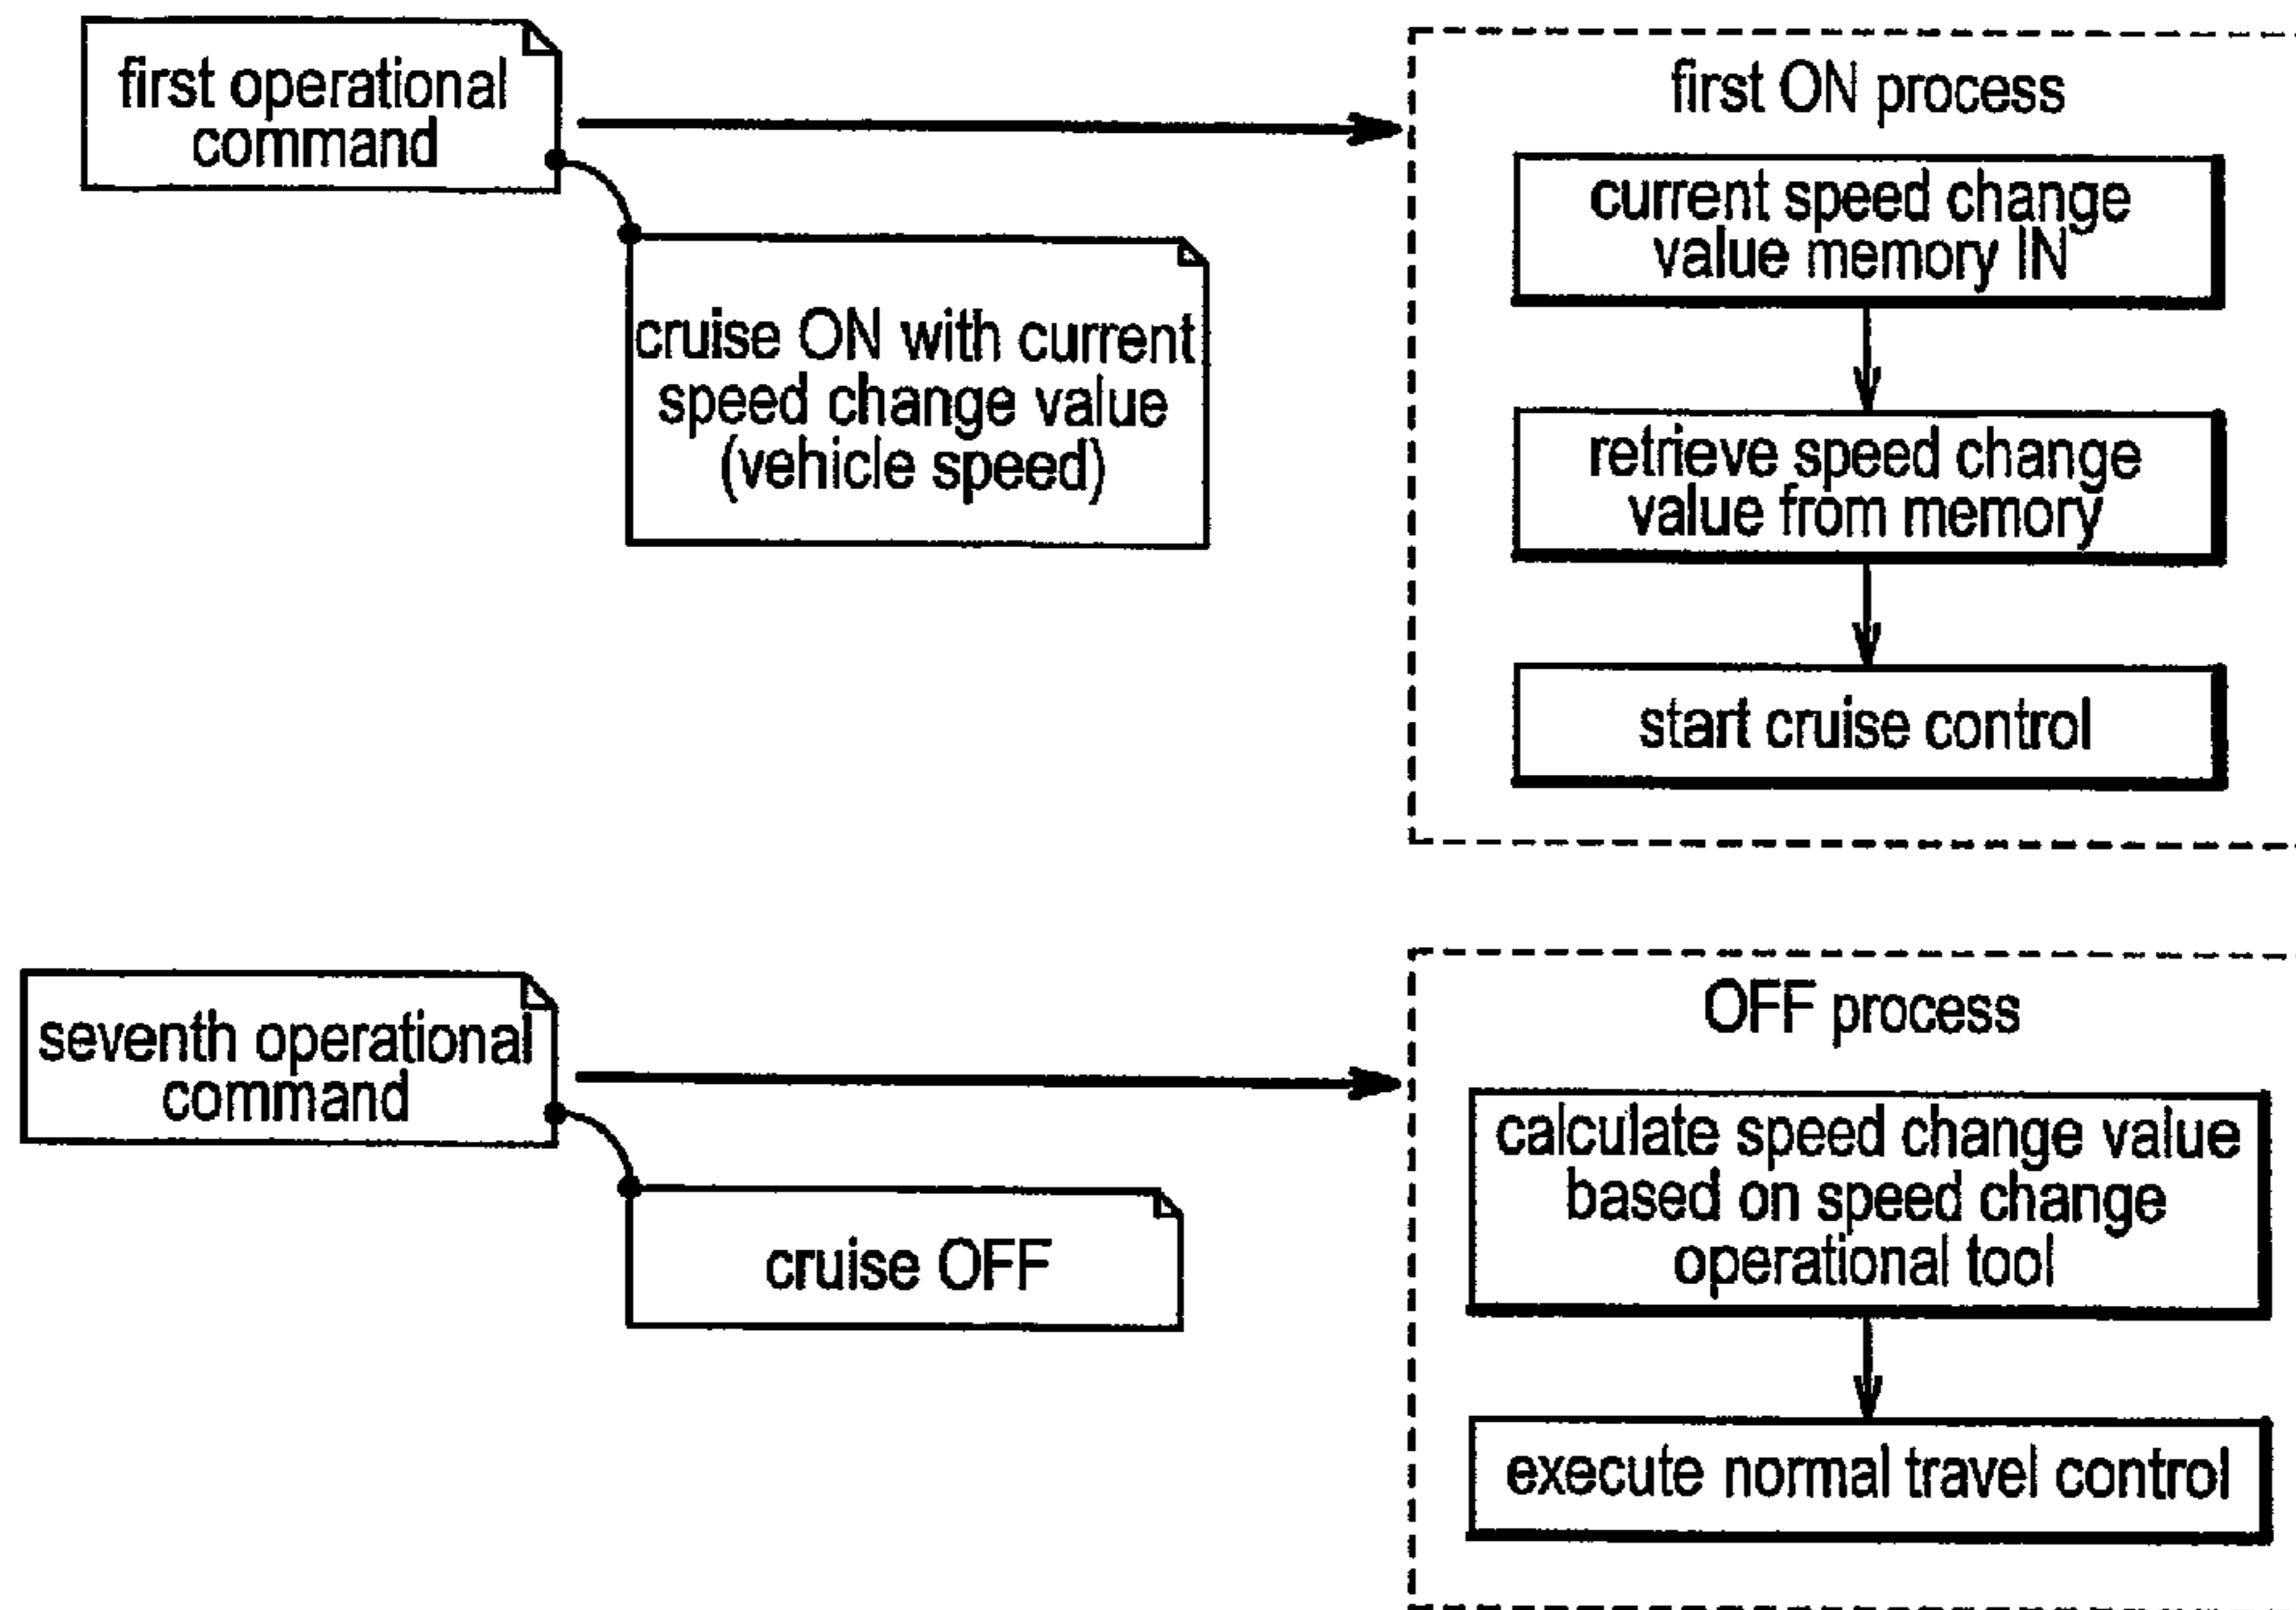 first operational
command
cruise ON with current
speed change value
(vehicle speed)
first ON process
current speed change
value memory IN
retrieve speed change
value from memory
start cruise control
seventh operational
command
cruise OFF
OFF process
calculate speed change value
based on speed change
operational tool
execute normal travel control